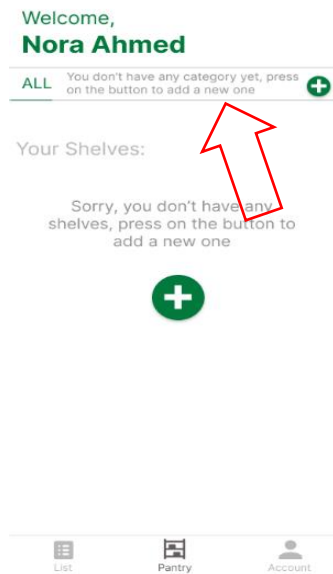 Welcome,
Nora Ahmed
ALL
You don't have any category yet, press
on the button to add a new one
Your Shelves:
Sorry, you don't have any
shelves, press on the button to
add a new one
List
Pantry
Account